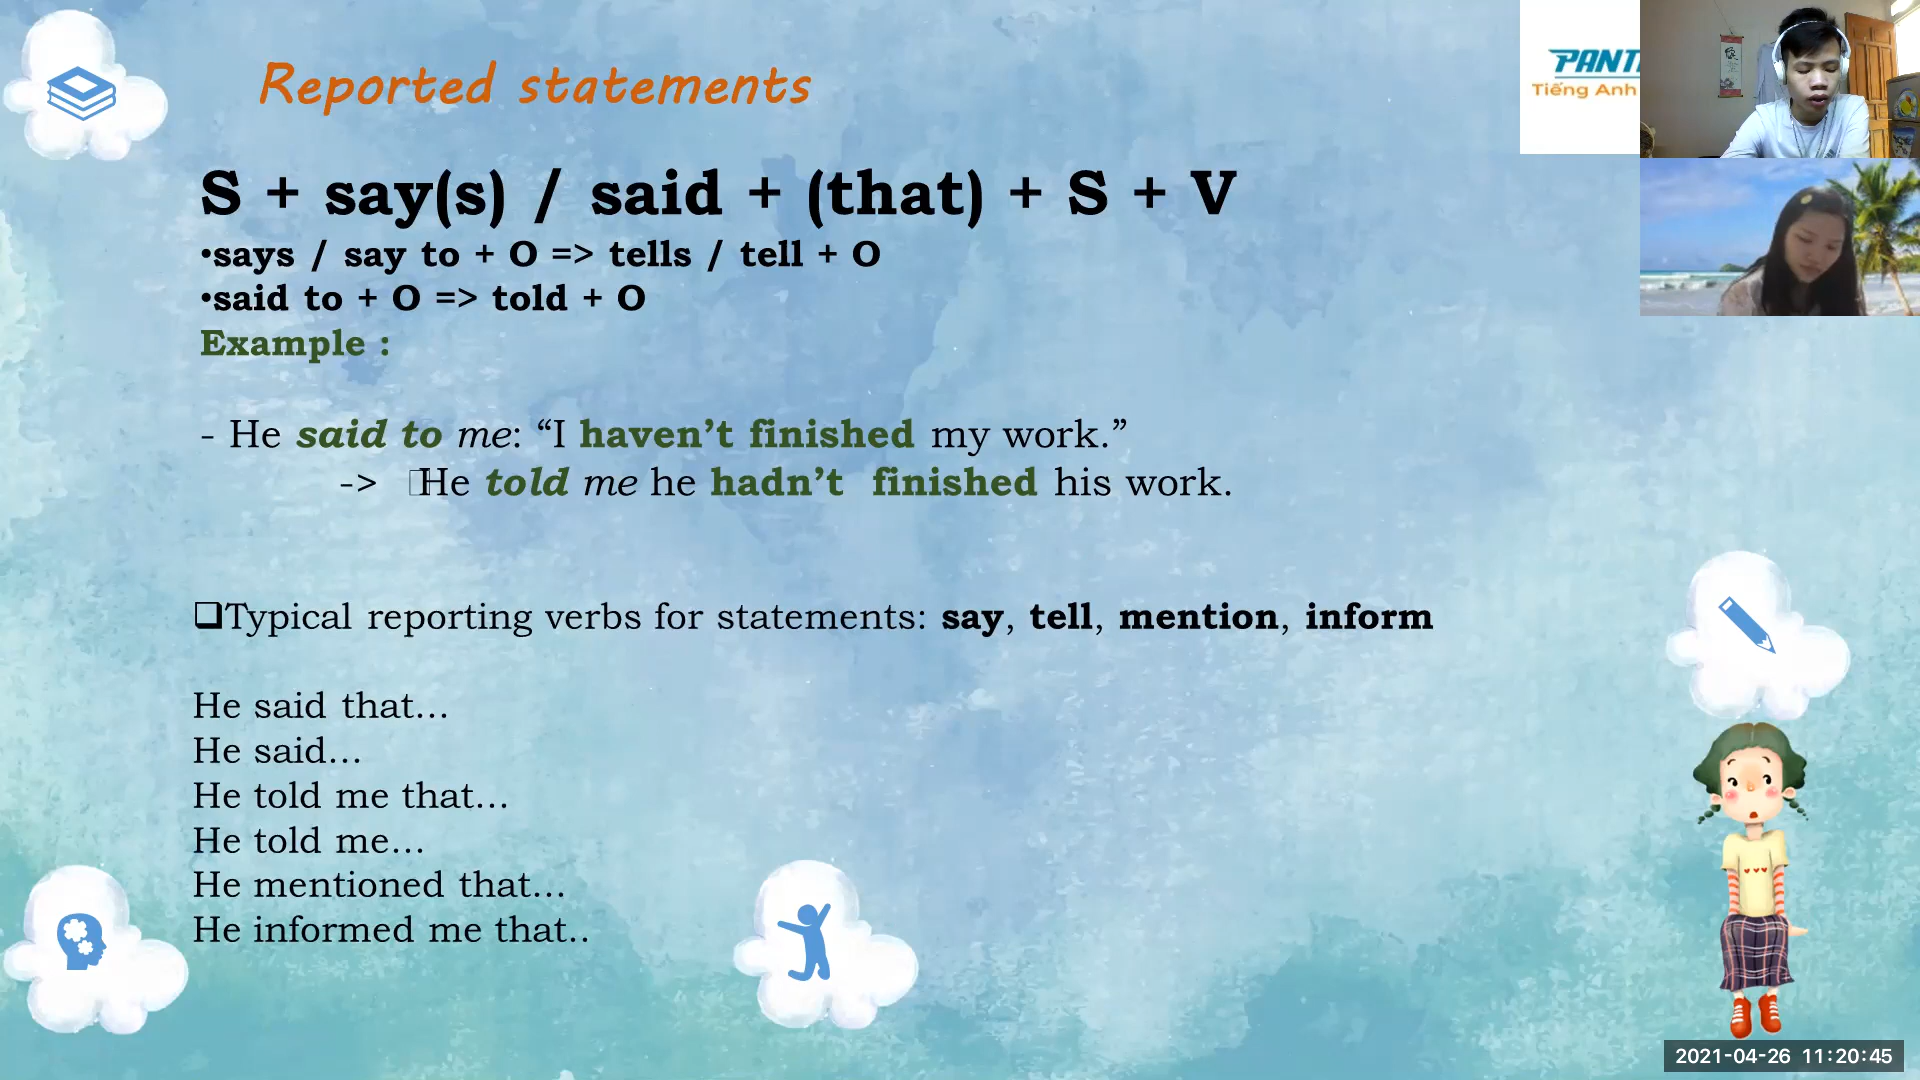 Reported statements
PANT
Tiếng Anh
S + say(s) / said + (that) + S + V
•says / say to + O => tells / tell + O
•said to + O => told + O
Example :
- He said to me: “I haven’t finished my work.”
-> He told me he hadn’t finished his work.
❑Typical reporting verbs for statements: say, tell, mention, inform
He said that...
He said...
He told me that...
He told me...
He mentioned that...
He informed me that..
2021-04-26 11:20:45